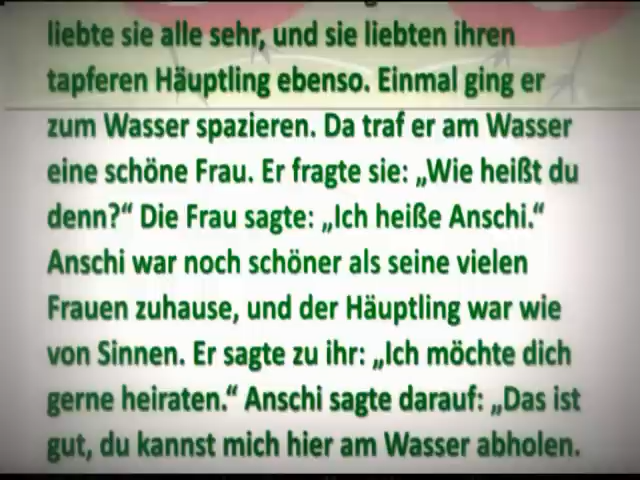 liebte sie alle sehr, und sie liebten ihren
tapferen Häuptling ebenso. Einmal ging er
zum Wasser spazieren. Da traf er am Wasser
eine schöne Frau. Er fragte sie: „Wie heißt du
denn?“ Die Frau sagte: „Ich heiße Anschi.“
Anschi war noch schöner als seine vielen
Frauen zuhause, und der Häuptling war wie
von Sinnen. Er sagte zu ihr: „Ich möchte dich
gerne heiraten.“ Anschi sagte darauf: „Das ist
gut, du kannst mich hier am Wasser abholen.